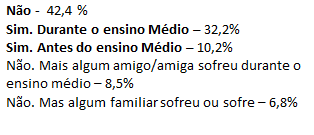 Não - 42,4 %
Sim. Durante o ensino Médio – 32,2%
Sim. Antes do ensino Médio – 10,2%
Não. Mais algum amigo/amiga sofreu durante o
ensino médio – 8,5%
Não. Mas algum familiar sofreu ou sofre – 6,8%